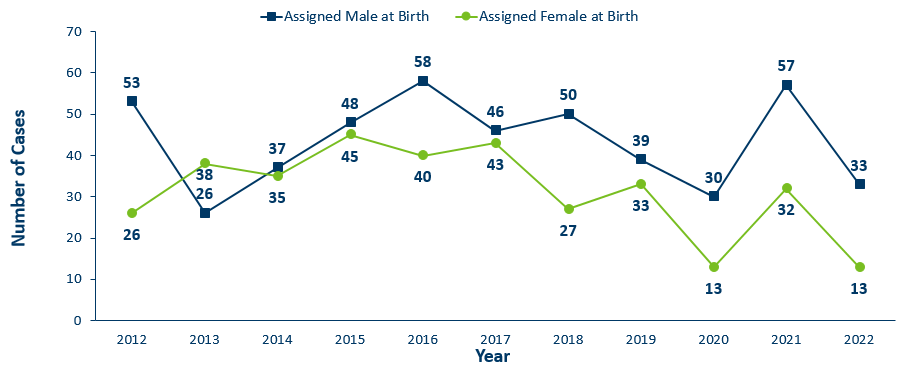 Assigned Male at Birth Assigned Female at Birth
70
60
50
40
30
20
10
0
Number of Cases
53 26 37 48 58 46 50 39 30 57 33
26 38 35 45 40 43 27 33 13 32 13
2012 2013 2014 2015 2016 2017 2018 2019 2020 2021 2022
Year